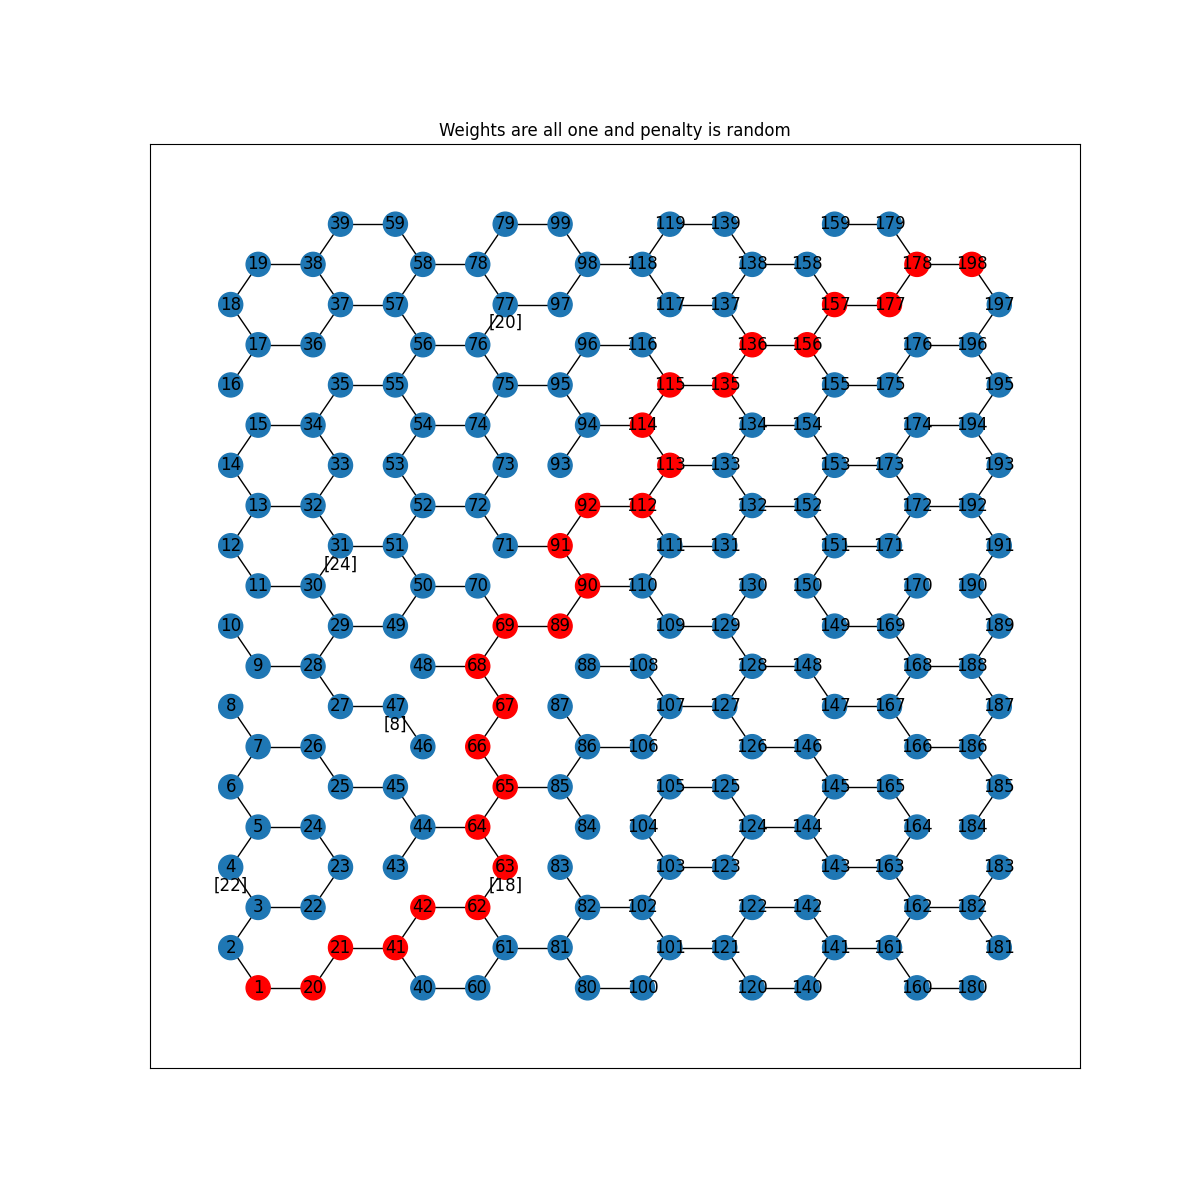 Weights are all one and penalty is random
39 59 79 99 119 139 159 179
19 38 58 78 98 118 138 158 178 198
18 37 57 77 97 117 137 157 177 197
[20]
17 36 56 76 96 116 136 156 176 196
16 35 55 75 95 115 135 155 175 195
15 34 54 74 94 114 134 154 174 194
14 33 53 73 93 113 133 153 173 193
13 32 52 72 92 112 132 152 172 192
12 31 51 71 91 111 131 151 171 191
[24]
11 30 50 70 90 110 130 150 170 190
10 29 49 69 89 109 129 149 169 189
9 28 48 68 88 108 128 148 168 188
8 27 47 67 87 107 127 147 167 187
[8]
7 26 46 66 86 106 126 146 166 186
6 25 45 65 85 105 125 145 165 185
5 24 44 64 84 104 124 144 164 184
4 23 43 63 83 103 123 143 163 183
[22] [18]
3 22 42 62 82 102 122 142 162 182
2 21 41 61 81 101 121 141 161 181
1 20 40 60 80 100 120 140 160 180